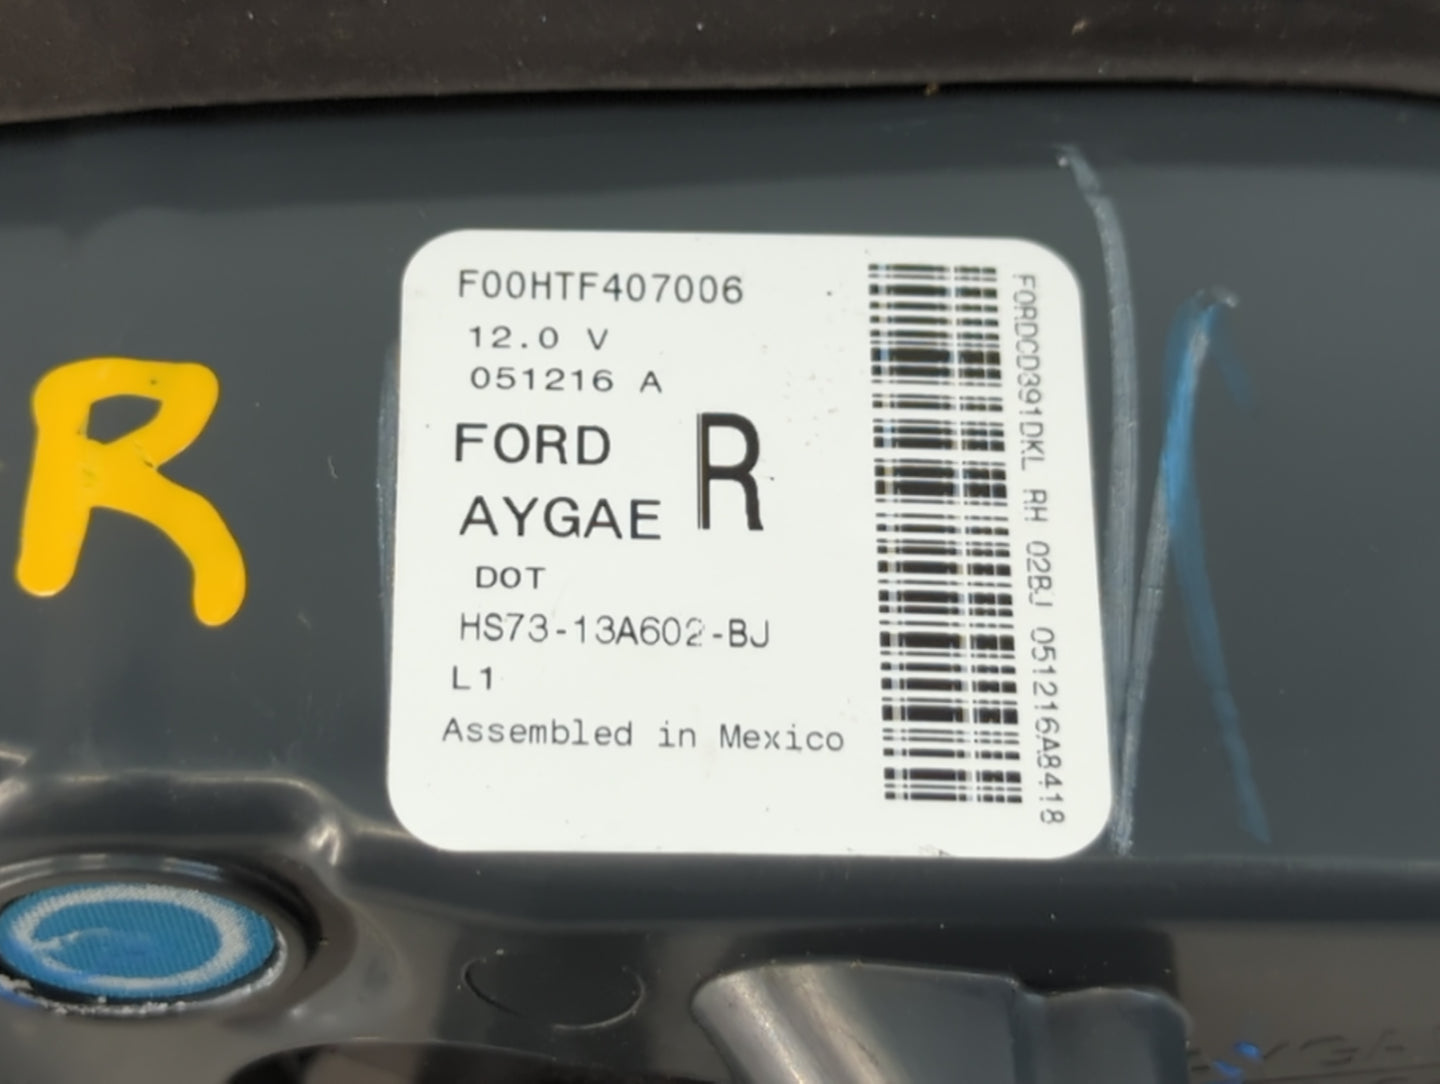 R
F00HTF407006
12.0 V
051216 A
FORD R
AYGAE
DOT
HS73-13A602-BJ
L1
Assembled in Mexico
FORDCD391DKL RH 02BJ 051216A8418